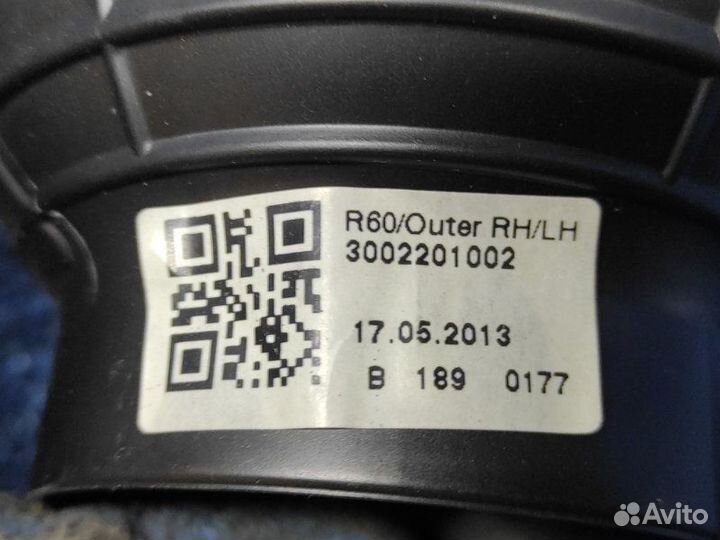 R60/Outer RH/LH
3002201002
17.05.2013
B 189 0177
Avito